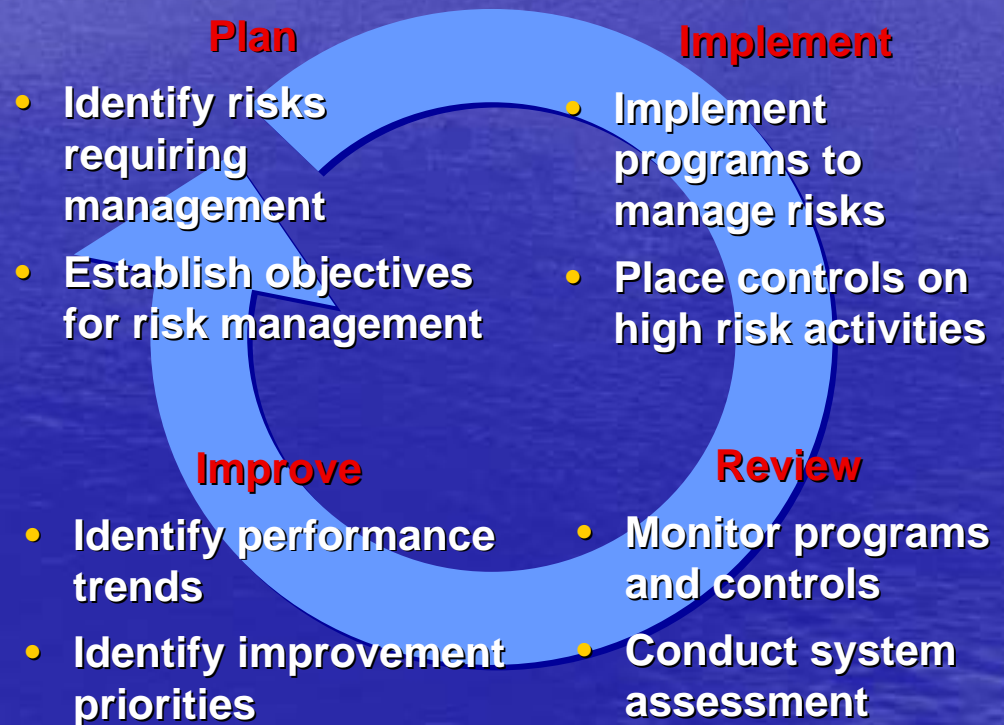 Plan
• Identify risks
requiring
management
• Establish objectives
for risk management
Implement
• Implement
programs to
manage risks
• Place controls on
high risk activities
Improve
• Identify performance
trends
• Identify improvement
priorities
Review
• Monitor programs
and controls
• Conduct system
assessment